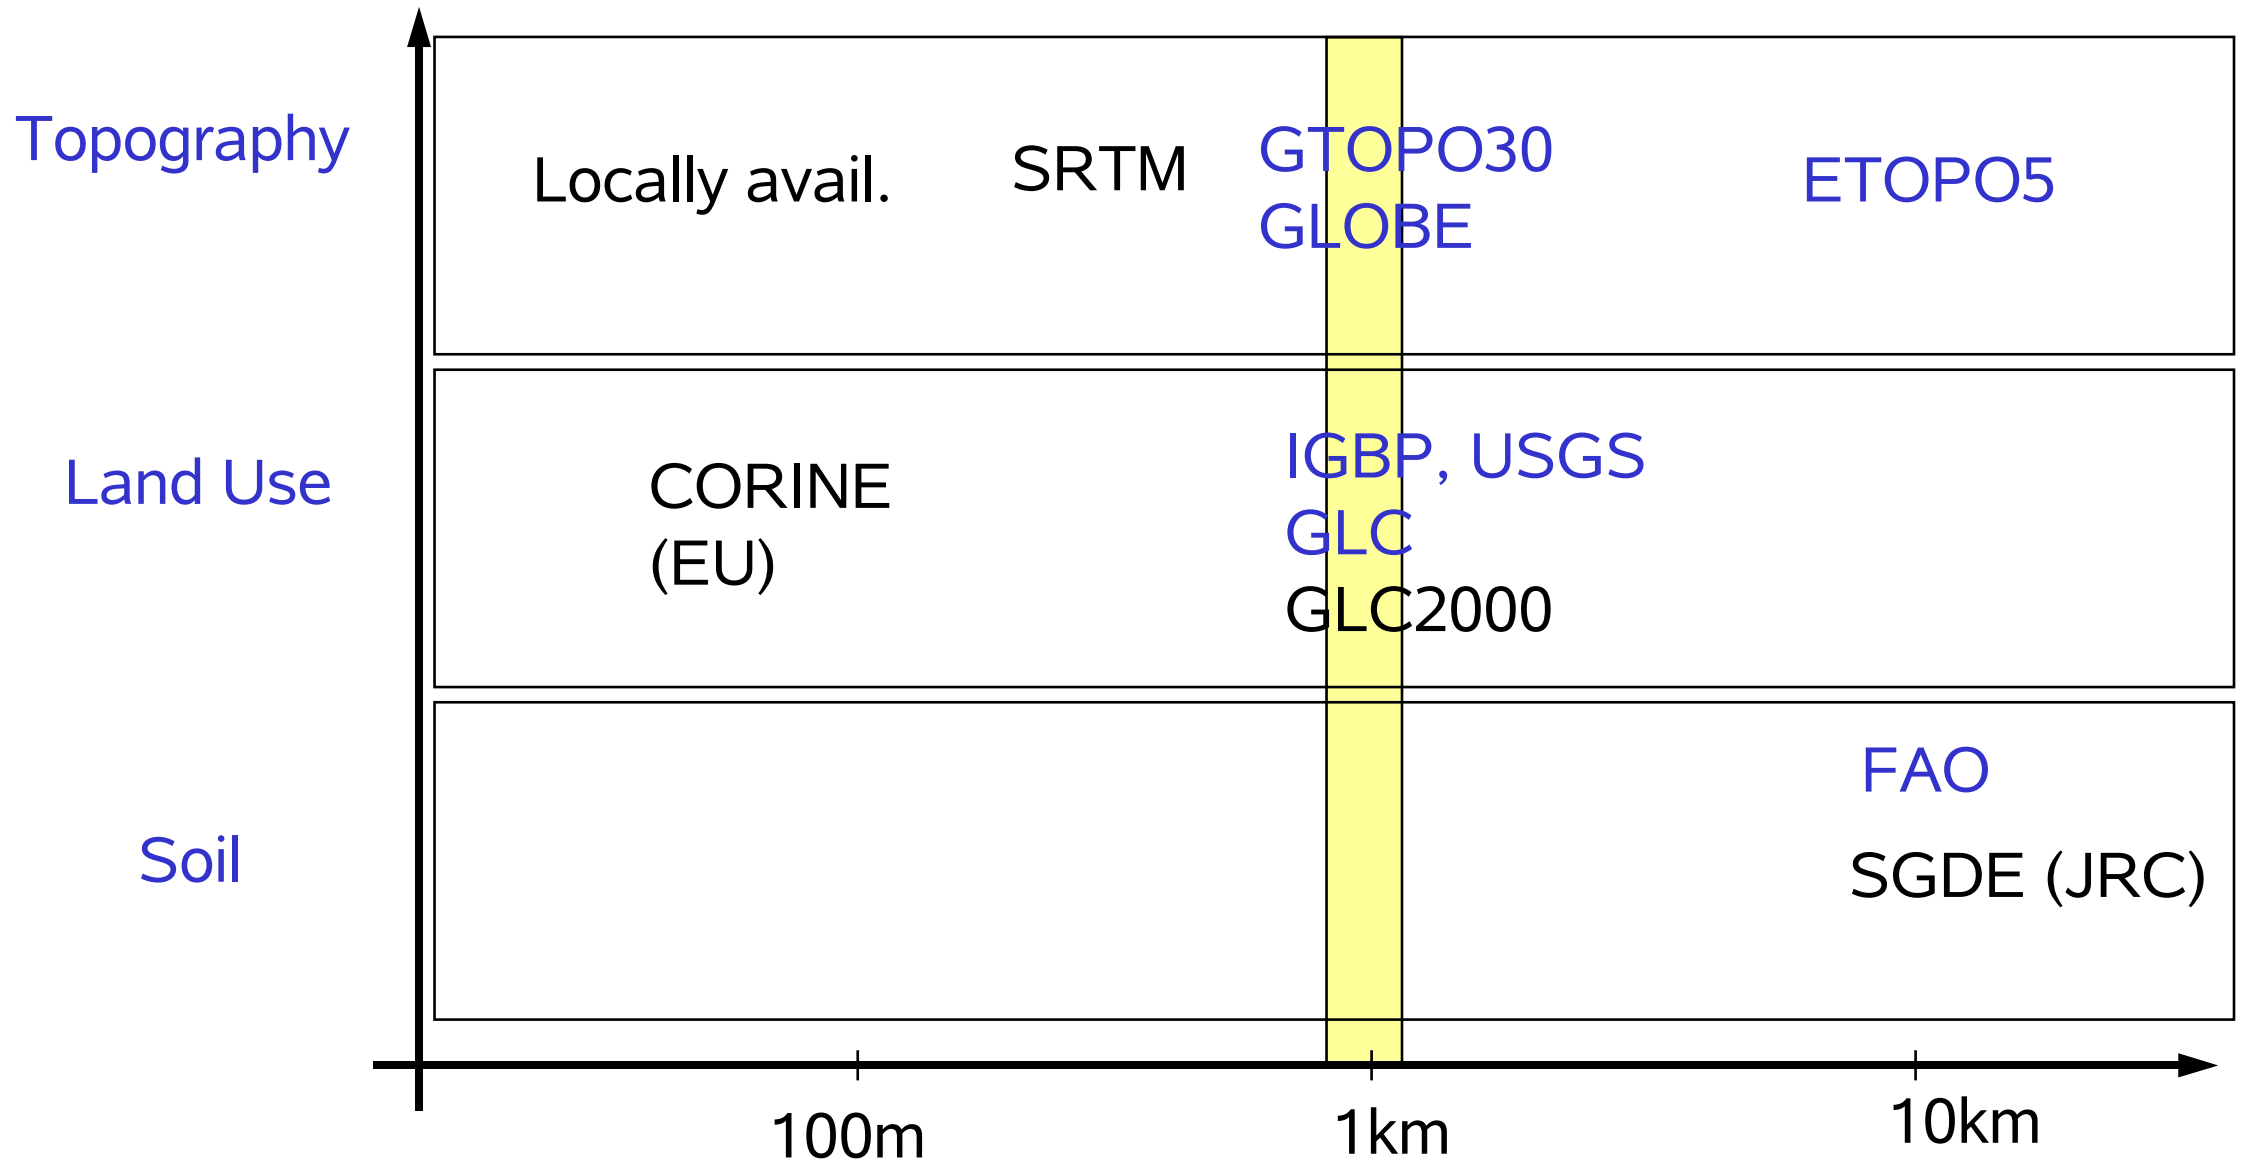 Topography
Locally avail.
SRTM
GTOPO30
GLOBE
ETOPO5
Land Use
CORINE
(EU)
IGBP, USGS
GLC
GLC2000
Soil
FAO
SGDE (JRC)
100m
1km
10km